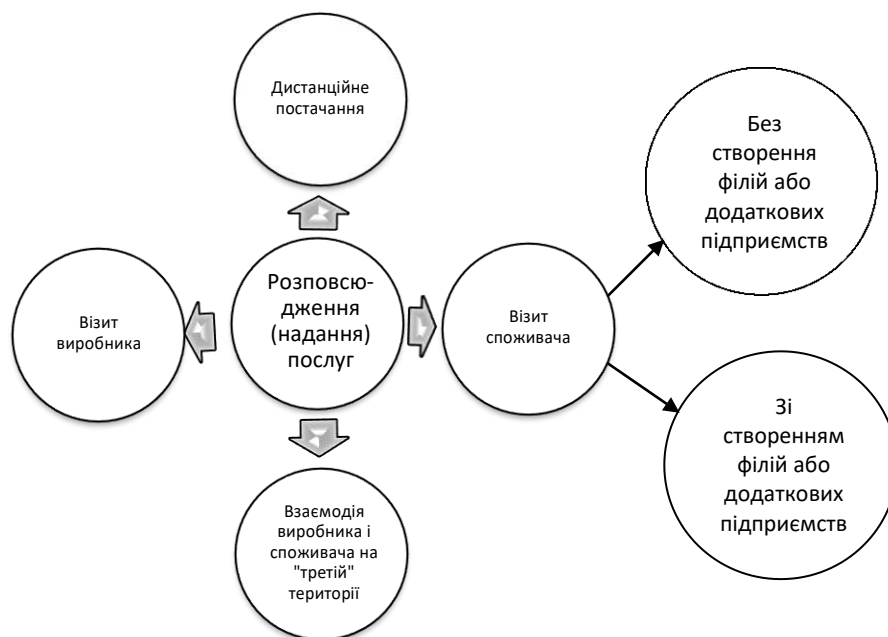 Дистанційне
постачання
Без
створення
філій або
додаткових
підприємств
Візит
виробника
Розповсю-
дження
(надання)
послуг
Візит
споживача
Зі
створенням
філій або
додаткових
підприємств
Взаємодія
виробника і
споживача на
"третій"
території